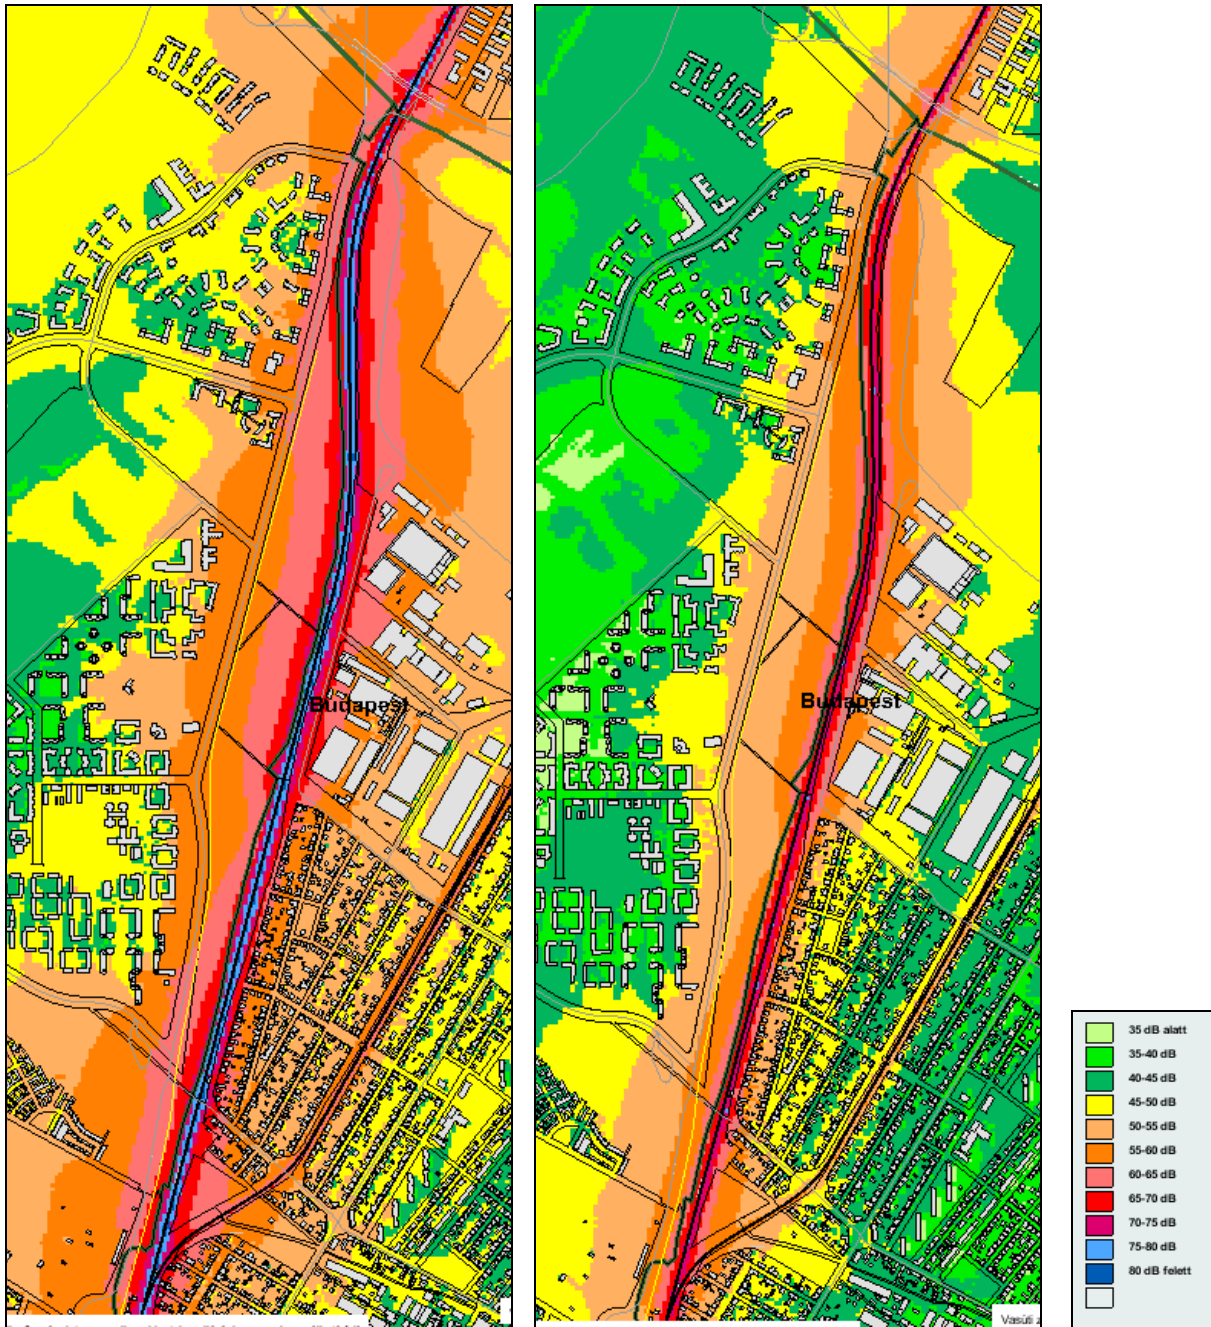 Budapest
Budapest
Vasúti z
35 dB alatt
35-40 dB
40-45 dB
45-50 dB
50-55 dB
55-60 dB
60-65 dB
65-70 dB
70-75 dB
75-80 dB
80 dB felett